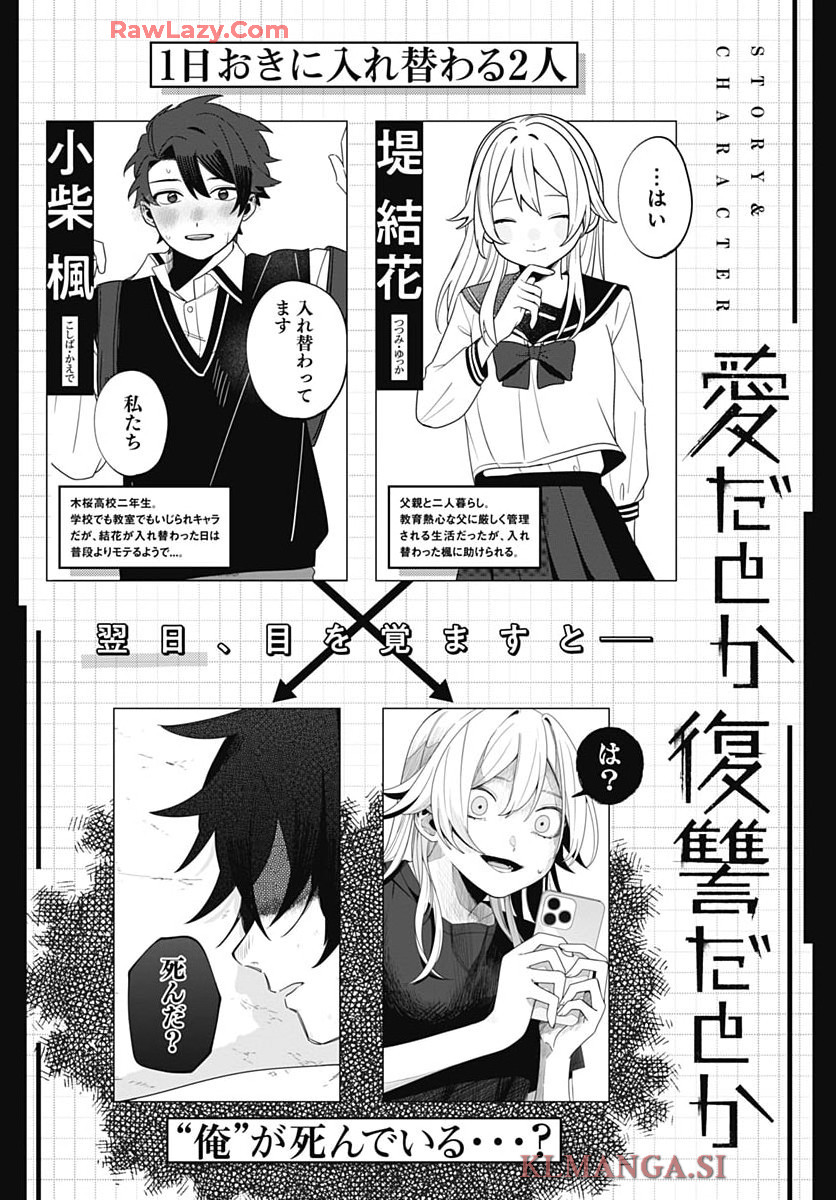 RawLazy.Com
STORY &
CHARACTER
愛だとか復讐だとか
1日おきに入れ替わる2人
堤 結花
つつみ・ゆっか
…はい
父親と二人暮らし。
教育熱心な父に厳しく管理
される生活だったが、入れ
替わった楓に助けられる。
小柴 楓
こしば・かえで
入れ替わって
ます
私たち
木桜高校二年生。
学校でも教室でもいじられキャラ
だが、結花が入れ替わった日は
普段よりモテるようで…。
翌日、目を覚ますと──
は?
死んだ?
“俺”が死んでいる・・・?
KLMANGA.SI